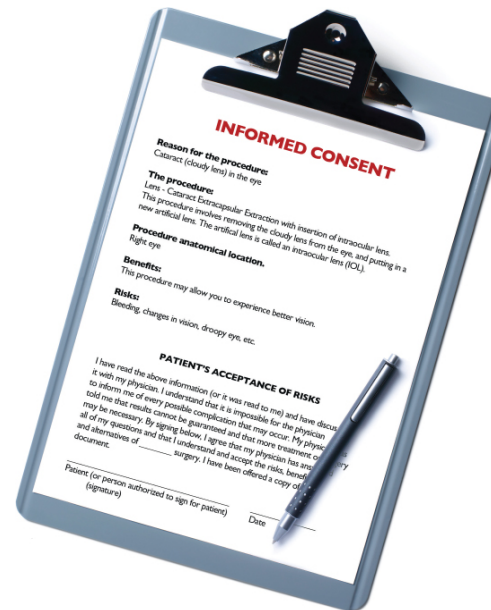 INFORMED CONSENT
Reason for the procedure:
Cataract (cloudy lens) in the eye
The procedure:
Lens - Cataract Extracapsular Extraction with insertion of intraocular lens.
This procedure involves removing the cloudy lens from the eye, and putting in a
new artificial lens. The artifical lens is called an intraocular lens (IOL).
Procedure anatomical location.
Right eye
Benefits:
This procedure may allow you to experience better vision.
Risks:
Bleeding, changes in vision, droopy eye, etc.
PATIENT'S ACCEPTANCE OF RISKS
I have read the above information (or it was read to me) and have
it with my physician. I understand that it is impossible for the physician
to inform me of every possible complication that may occur. My
told me that results cannot be guaranteed and that more treatment
may be necessary. By signing below, I agree that my physician has
all of my questions and that I understand and accept the risks,
and alternatives of ________ surgery. I have been offered a copy of
document.
Patient (or person authorized to sign for patient)
(signature)
Date